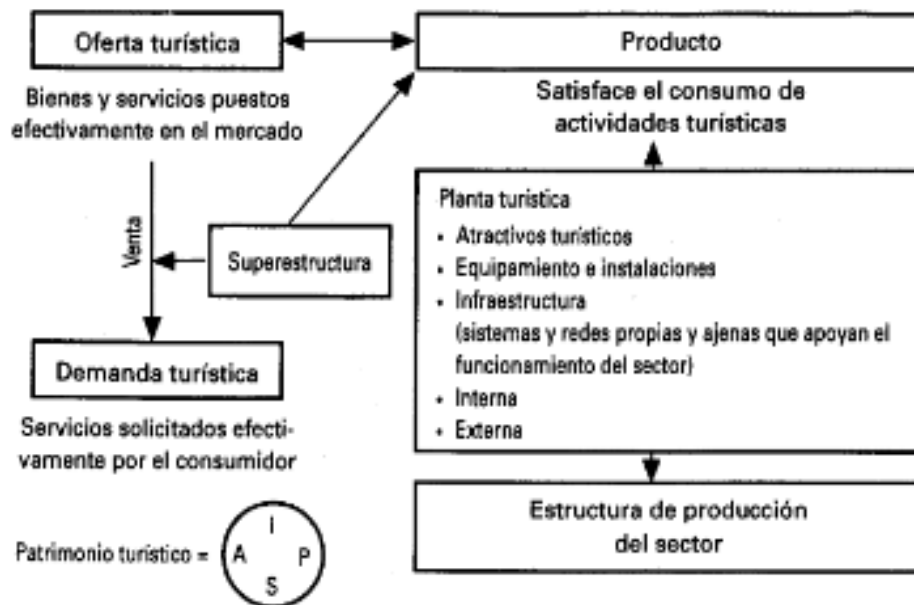 Oferta turística
Bienes y servicios puestos
efectivamente en el mercado
Venta
Superestructura
Demanda turística
Servicios solicitados efecti-
vamente por el consumidor
Patrimonio turístico =
I
A P
S
Producto
Satisface el consumo de
actividades turísticas
Planta turística
• Atractivos turísticos
• Equipamiento e instalaciones
• Infraestructura
(sistemas y redes propias y ajenas que apoyan el
funcionamiento del sector)
• Interna
• Externa
Estructura de producción
del sector